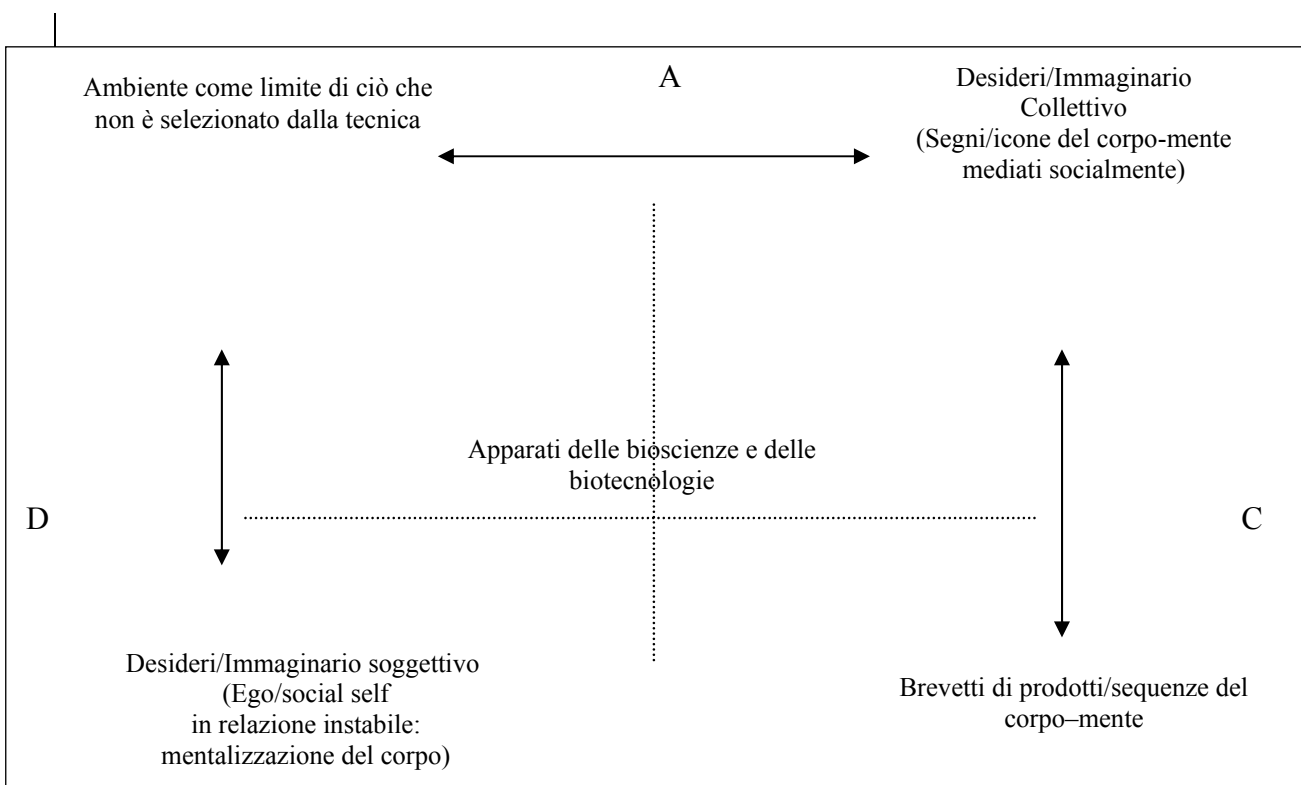 Ambiente come limite di ciò che
non è selezionato dalla tecnica
A
Desideri/Immaginario
Collettivo
(Segni/icone del corpo-mente
mediati socialmente)
Apparati delle bioscienze e delle
biotecnologie
D
C
Desideri/Immaginario soggettivo
(Ego/social self
in relazione instabile:
mentalizzazione del corpo)
Brevetti di prodotti/sequenze del
corpo–mente